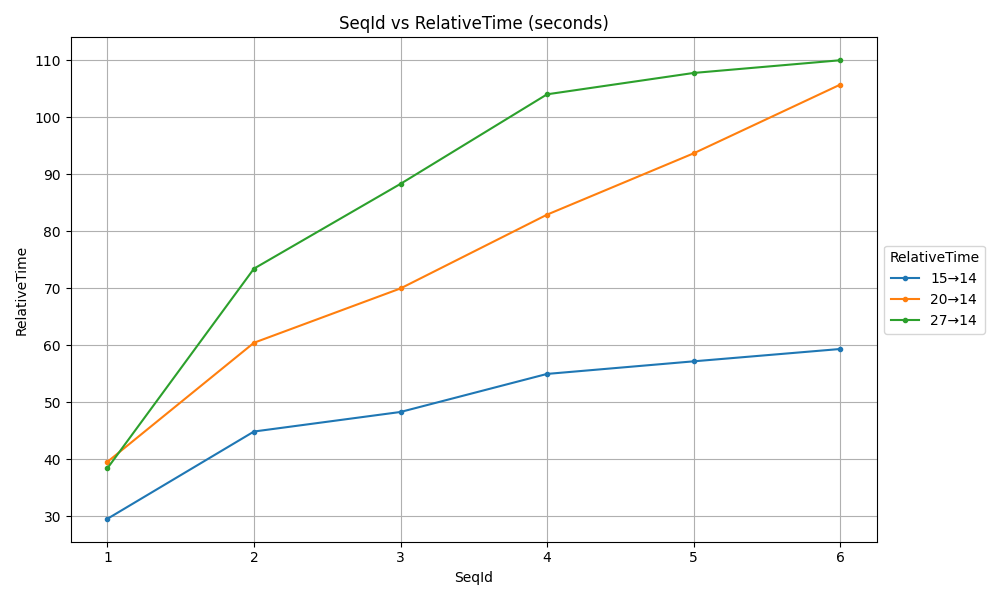 SeqId vs RelativeTime (seconds)
RelativeTime
110
100
90
80
70
60
50
40
30
1 2 3 4 5 6
SeqId
RelativeTime
15→14
20→14
27→14